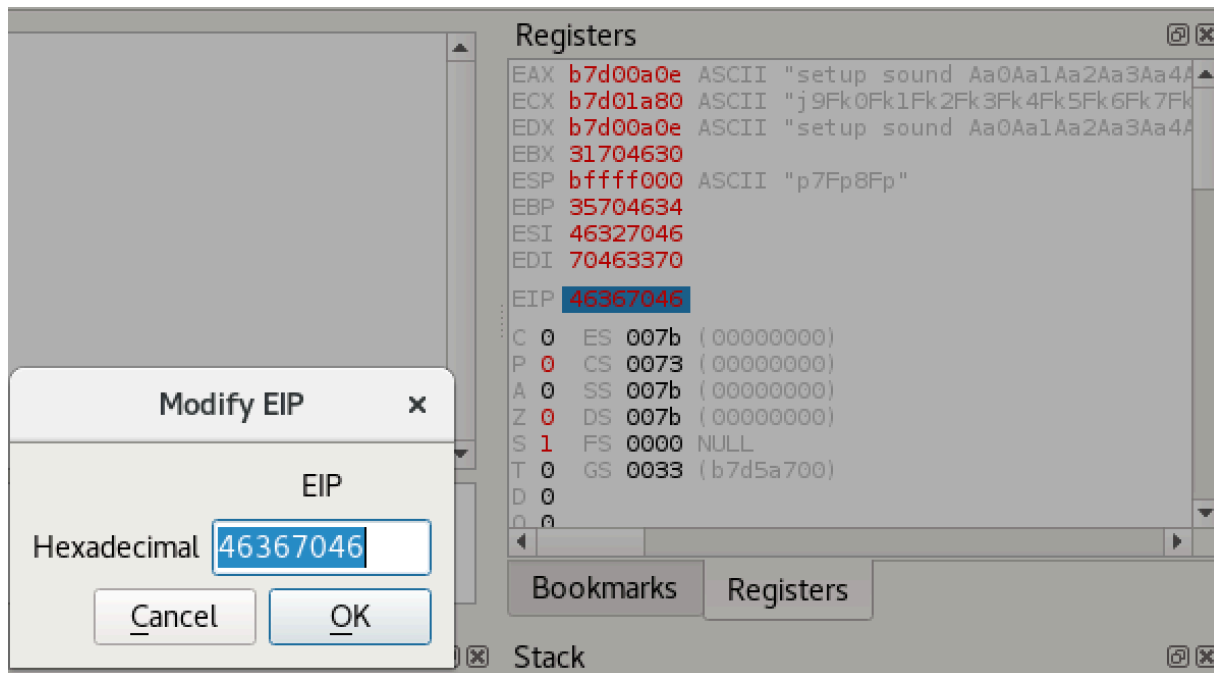 Registers
EAX b7d00a0e ASCII "setup sound Aa0Aa1Aa2Aa3Aa4A
ECX b7d01a80 ASCII "j9Fk0Fk1Fk2Fk3Fk4Fk5Fk6Fk7Fk
EDX b7d00a0e ASCII "setup sound Aa0Aa1Aa2Aa3Aa4A
EBX 31704630
ESP bffff000 ASCII "p7Fp8Fp"
EBP 35704634
ESI 46327046
EDI 70463370
EIP 46367046
C 0 ES 007b (00000000)
P 0 CS 0073 (00000000)
A 0 SS 007b (00000000)
Z 0 DS 007b (00000000)
S 1 FS 0000 NULL
T 0 GS 0033 (b7d5a700)
D 0
O 0
Bookmarks Registers
Stack
Modify EIP
EIP
Hexadecimal 46367046
Cancel OK